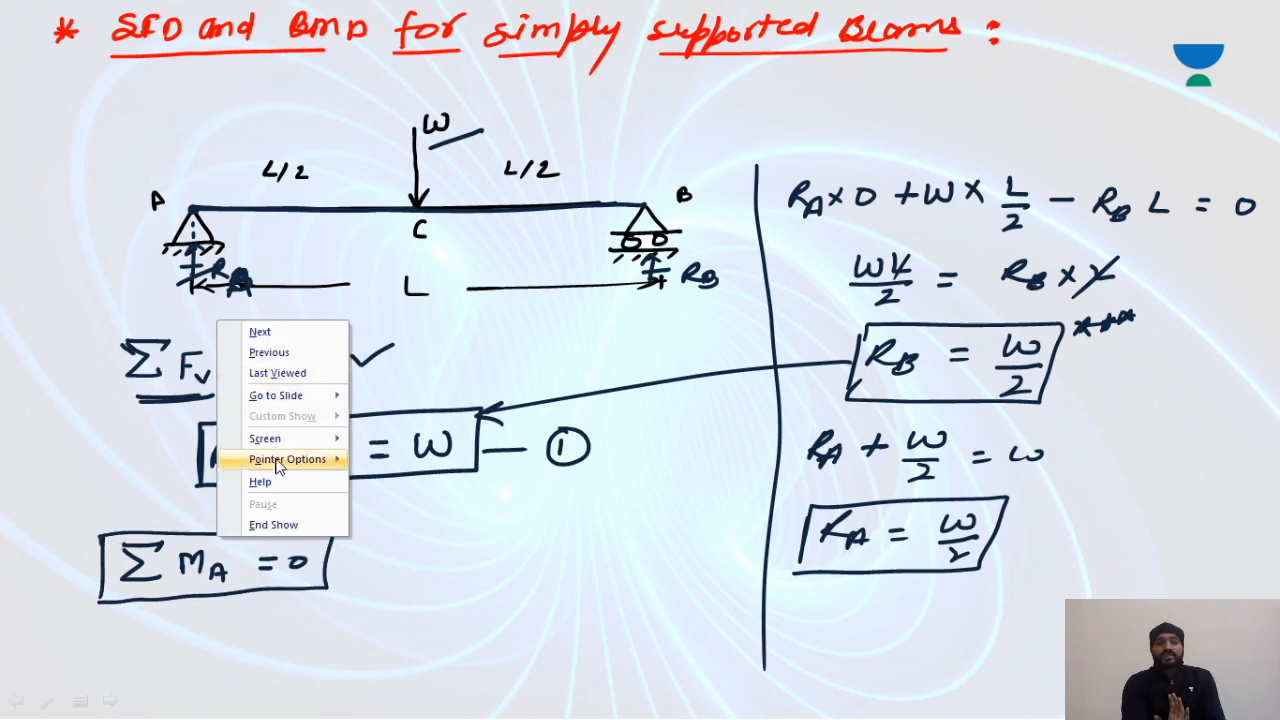 * SFD and BMD for simply supported Beams :
W
L/2
L/2
A
B
C
RA
RB
L
RA × 0 + W × L/2 - RB L = 0
WL/2 = RB × L
RB = W/2 ***
RA + W/2 = W
RA = W/2
Σ Fv
= W — ①
Σ MA = 0
Next
Previous
Last Viewed
Go to Slide
Custom Show
Screen
Pointer Options
Help
Pause
End Show